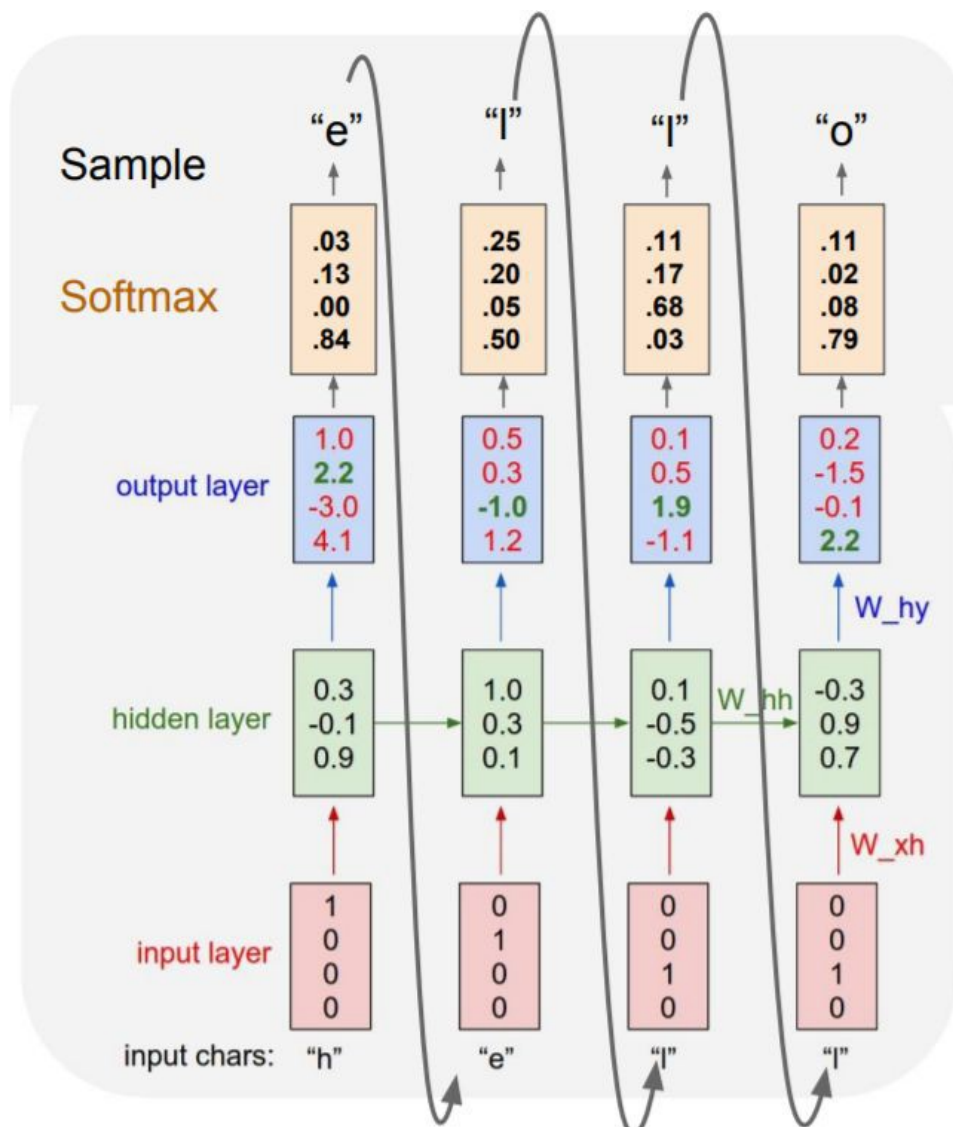 “e” “l” “l” “o”
Sample
.03 .25 .11 .11
.13 .20 .17 .02
Softmax
.00 .05 .68 .08
.84 .50 .03 .79
1.0 0.5 0.1 0.2
2.2 0.3 0.5 -1.5
output layer
-3.0 -1.0 1.9 -0.1
4.1 1.2 -1.1 2.2
W_hy
0.3 1.0 0.1 -0.3
W_hh
hidden layer
-0.1 0.3 -0.5 0.9
0.9 0.1 -0.3 0.7
W_xh
1 0 0 0
0 1 0 0
input layer
0 0 1 1
0 0 0 0
input chars: “h” “e” “l” “l”